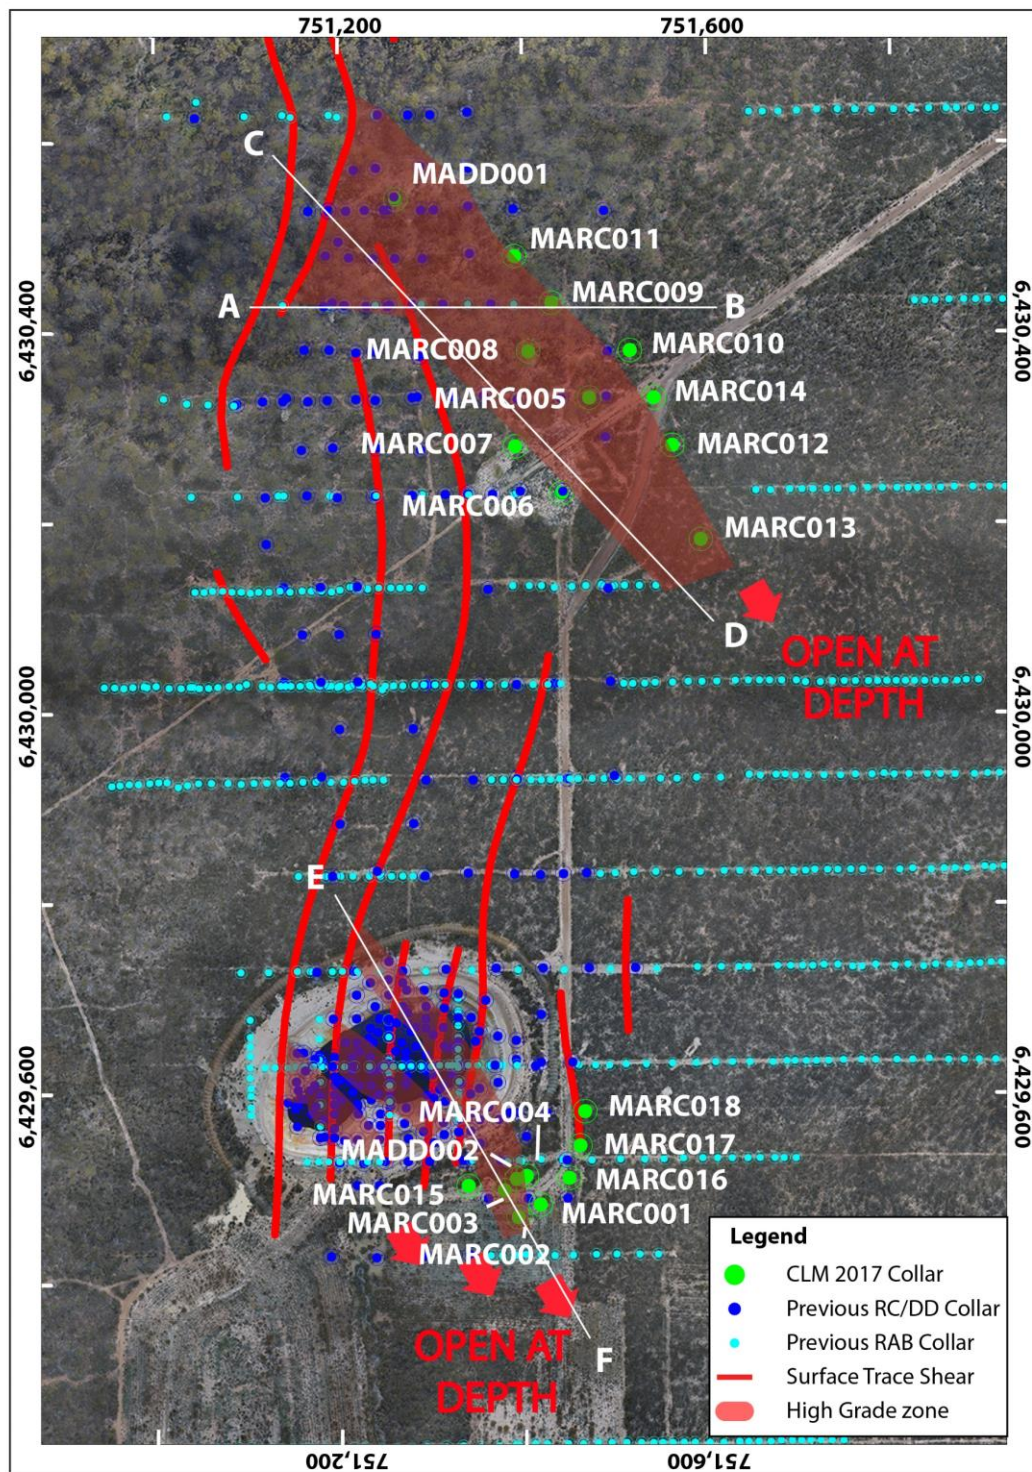 751,200
751,600
C
MADD001
MARC011
A
MARC009
B
6,430,400
6,430,400
MARC008
MARC010
MARC005
MARC014
MARC007
MARC012
MARC006
MARC013
D
OPEN AT
DEPTH
6,430,000
6,430,000
E
6,429,600
6,429,600
MARC004
MARC018
MADD002
MARC017
MARC015
MARC016
MARC003
MARC001
MARC002
OPEN AT
DEPTH
F
Legend
CLM 2017 Collar
Previous RC/DD Collar
Previous RAB Collar
Surface Trace Shear
High Grade zone
751,200
751,600